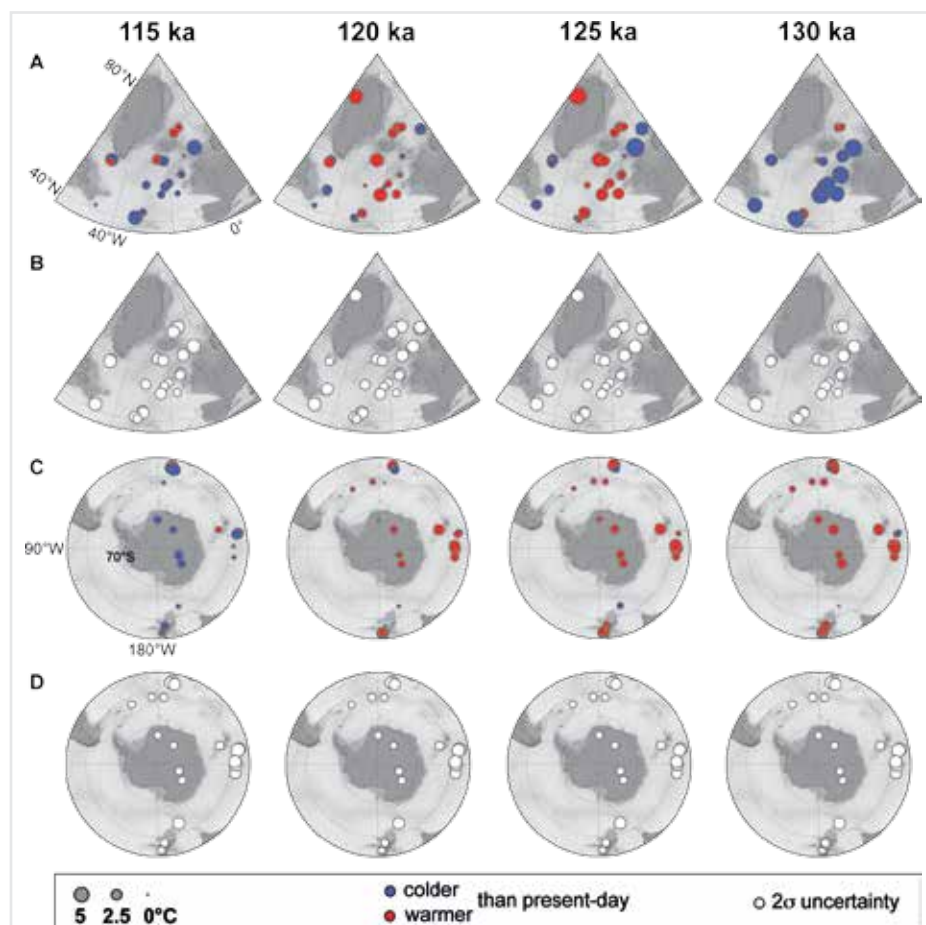 115 ka 120 ka 125 ka 130 ka
A
80°N
40°N
40°W
0°
B
C
90°W
70°S
180°W
D
5 2.5 0°C
colder
warmer
than present-day
2σ uncertainty